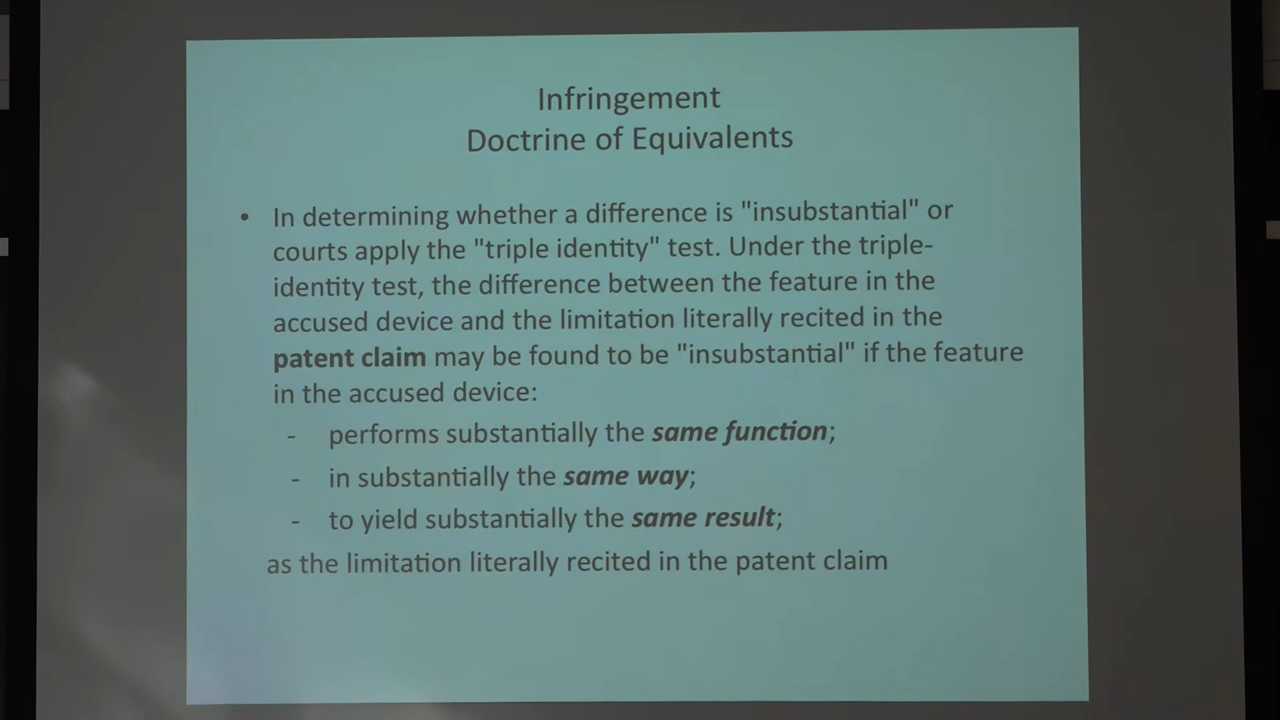 Infringement
Doctrine of Equivalents
• In determining whether a difference is "insubstantial" or
courts apply the "triple identity" test. Under the triple-
identity test, the difference between the feature in the
accused device and the limitation literally recited in the
patent claim may be found to be "insubstantial" if the feature
in the accused device:
- performs substantially the same function;
- in substantially the same way;
- to yield substantially the same result;
as the limitation literally recited in the patent claim